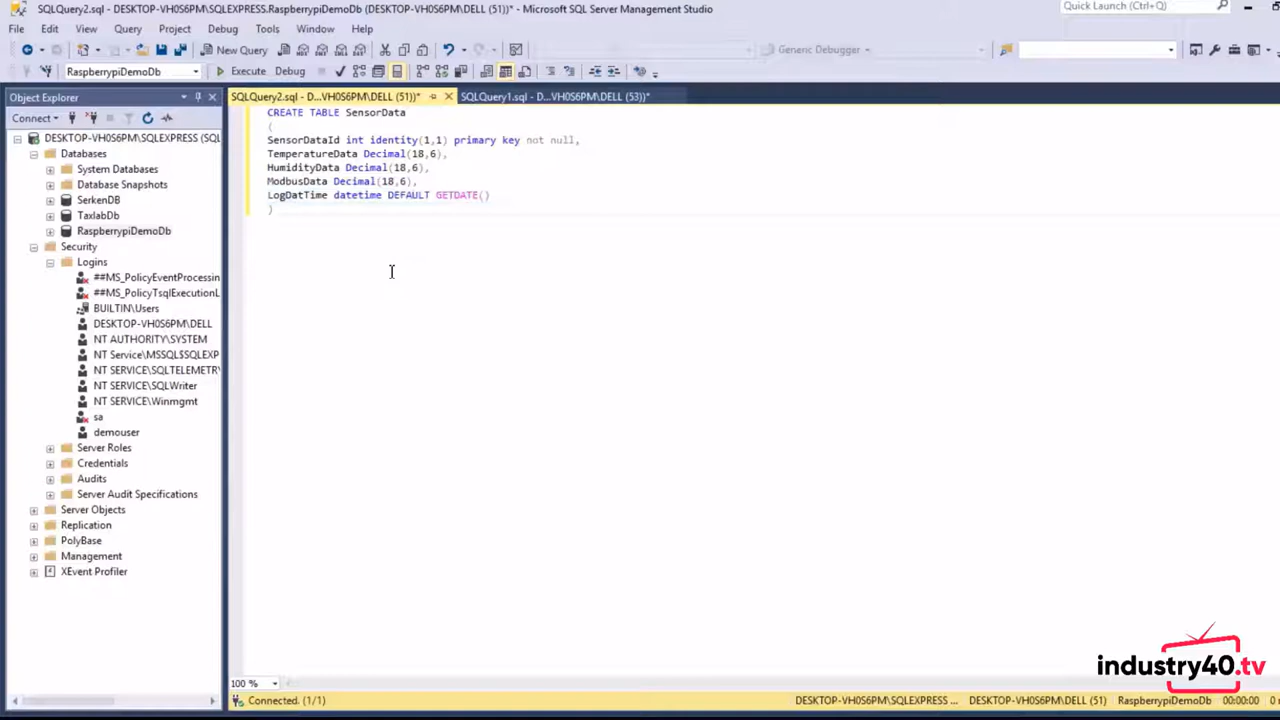 SQLQuery2.sql - DESKTOP-VH0S6PM\SQLEXPRESS.RaspberrypiDemoDb (DESKTOP-VH0S6PM\DELL (51))* - Microsoft SQL Server Management Studio
Quick Launch (Ctrl+Q)
File Edit View Query Project Debug Tools Window Help
New Query
Generic Debugger
RaspberrypiDemoDb
Execute Debug
Object Explorer
SQLQuery2.sql - D...VH0S6PM\DELL (51))*
SQLQuery1.sql - D...VH0S6PM\DELL (53))*
Connect
DESKTOP-VH0S6PM\SQLEXPRESS (SQL
Databases
System Databases
Database Snapshots
SerkenDB
TaxlabDb
RaspberrypiDemoDb
Security
Logins
##MS_PolicyEventProcessin
##MS_PolicyTsqlExecutionL
BUILTIN\Users
DESKTOP-VH0S6PM\DELL
NT AUTHORITY\SYSTEM
NT Service\MSSQL$SQLEXP
NT SERVICE\SQLTELEMETRY
NT SERVICE\SQLWriter
NT SERVICE\Winmgmt
sa
demouser
Server Roles
Credentials
Audits
Server Audit Specifications
Server Objects
Replication
PolyBase
Management
XEvent Profiler
CREATE TABLE SensorData
(
SensorDataId int identity(1,1) primary key not null,
TemperatureData Decimal(18,6),
HumidityData Decimal(18,6),
ModbusData Decimal(18,6),
LogDatTime datetime DEFAULT GETDATE()
)
industry40.tv
100 %
Connected. (1/1)
DESKTOP-VH0S6PM\SQLEXPRESS ...
DESKTOP-VH0S6PM\DELL (51)
RaspberrypiDemoDb
00:00:00
0